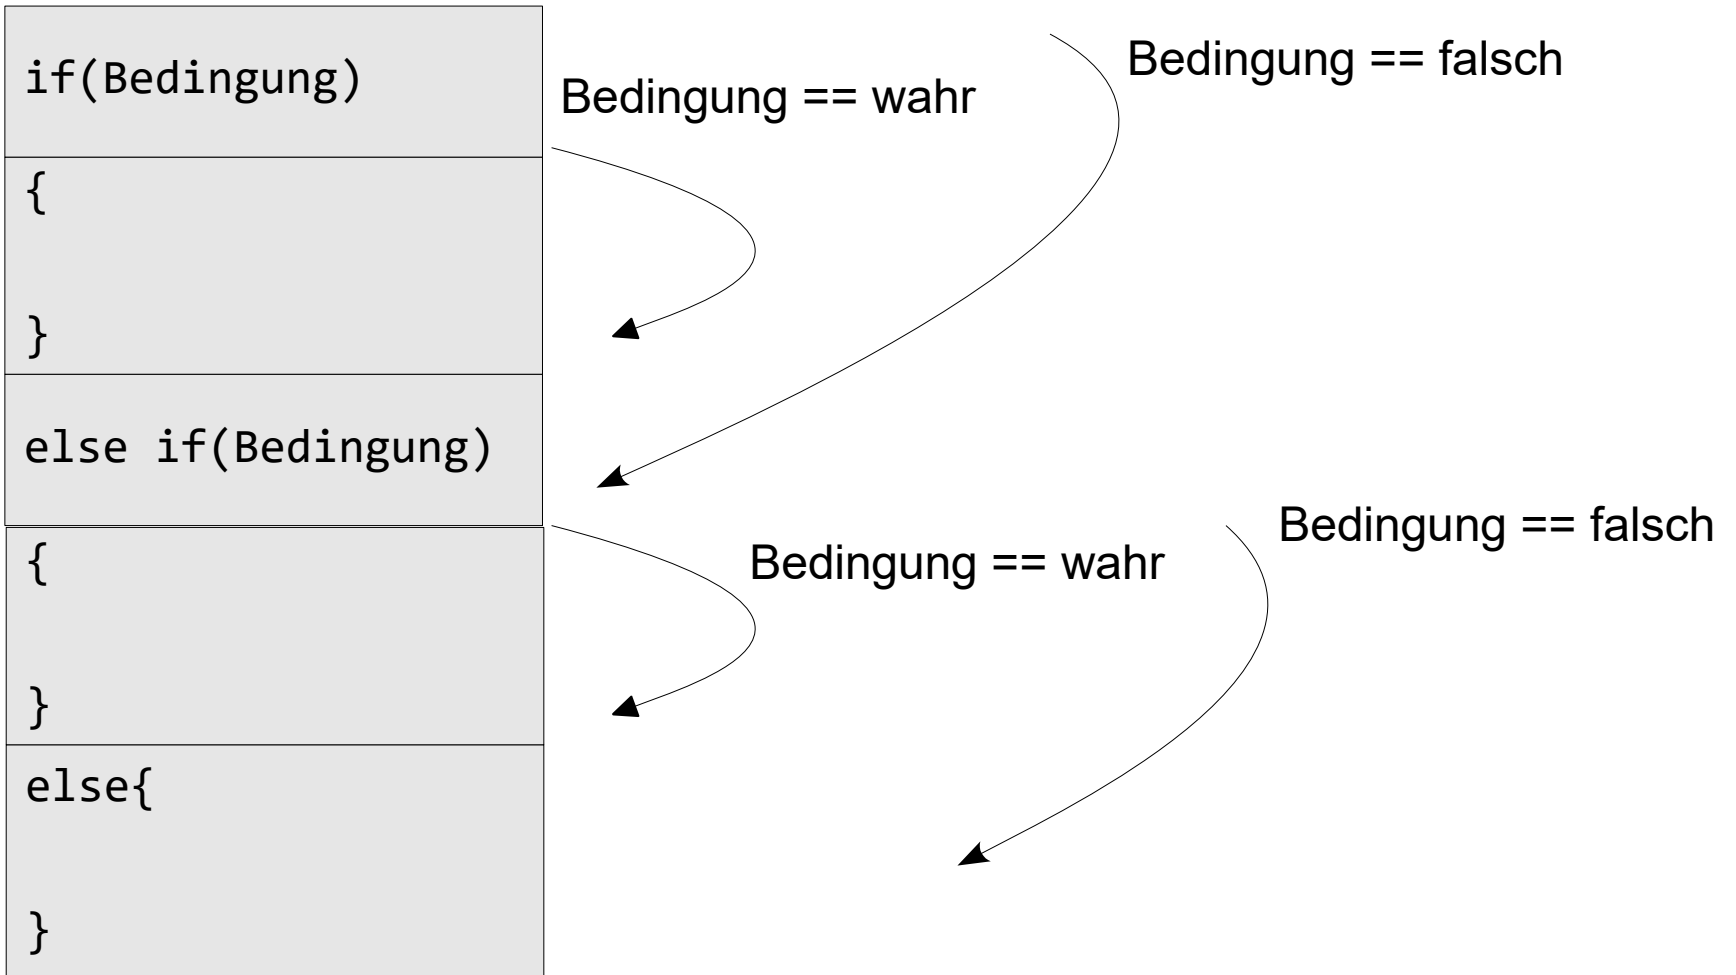 if(Bedingung)
Bedingung == wahr
Bedingung == falsch
{
}
else if(Bedingung)
{
Bedingung == wahr
Bedingung == falsch
}
else{
}